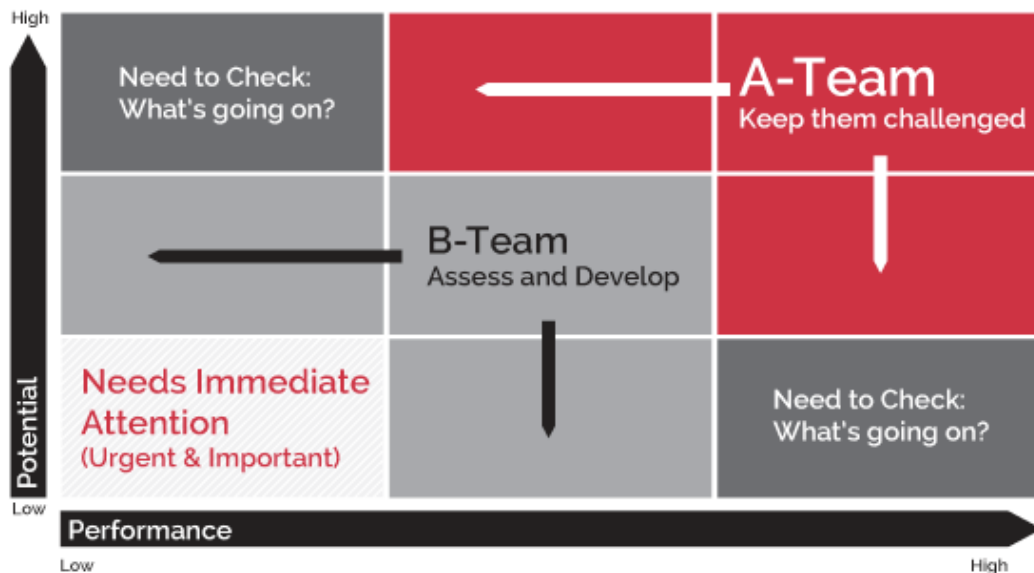 High
Need to Check:
What's going on?
A-Team
Keep them challenged
B-Team
Assess and Develop
Needs Immediate
Attention
(Urgent & Important)
Need to Check:
What's going on?
Potential
Low
Performance
Low
High